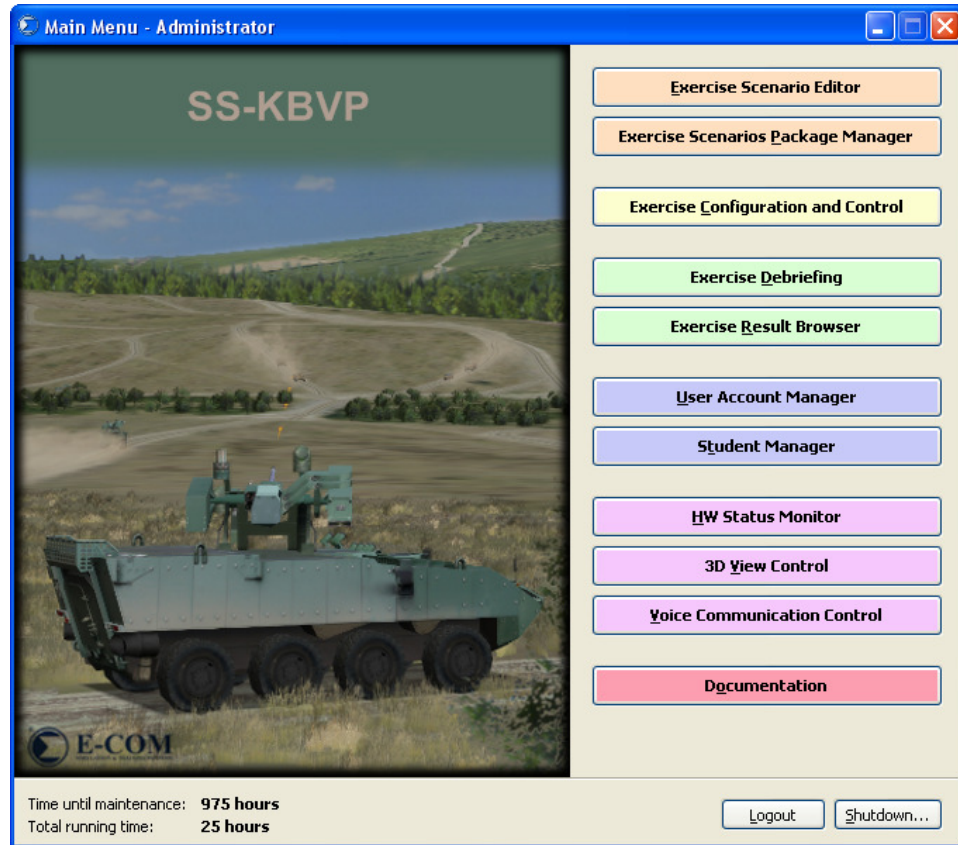 Main Menu - Administrator
SS-KBVP
Exercise Scenario Editor
Exercise Scenarios Package Manager
Exercise Configuration and Control
Exercise Debriefing
Exercise Result Browser
User Account Manager
Student Manager
HW Status Monitor
3D View Control
Voice Communication Control
Documentation
E-COM
Time until maintenance: 975 hours
Total running time: 25 hours
Logout
Shutdown...